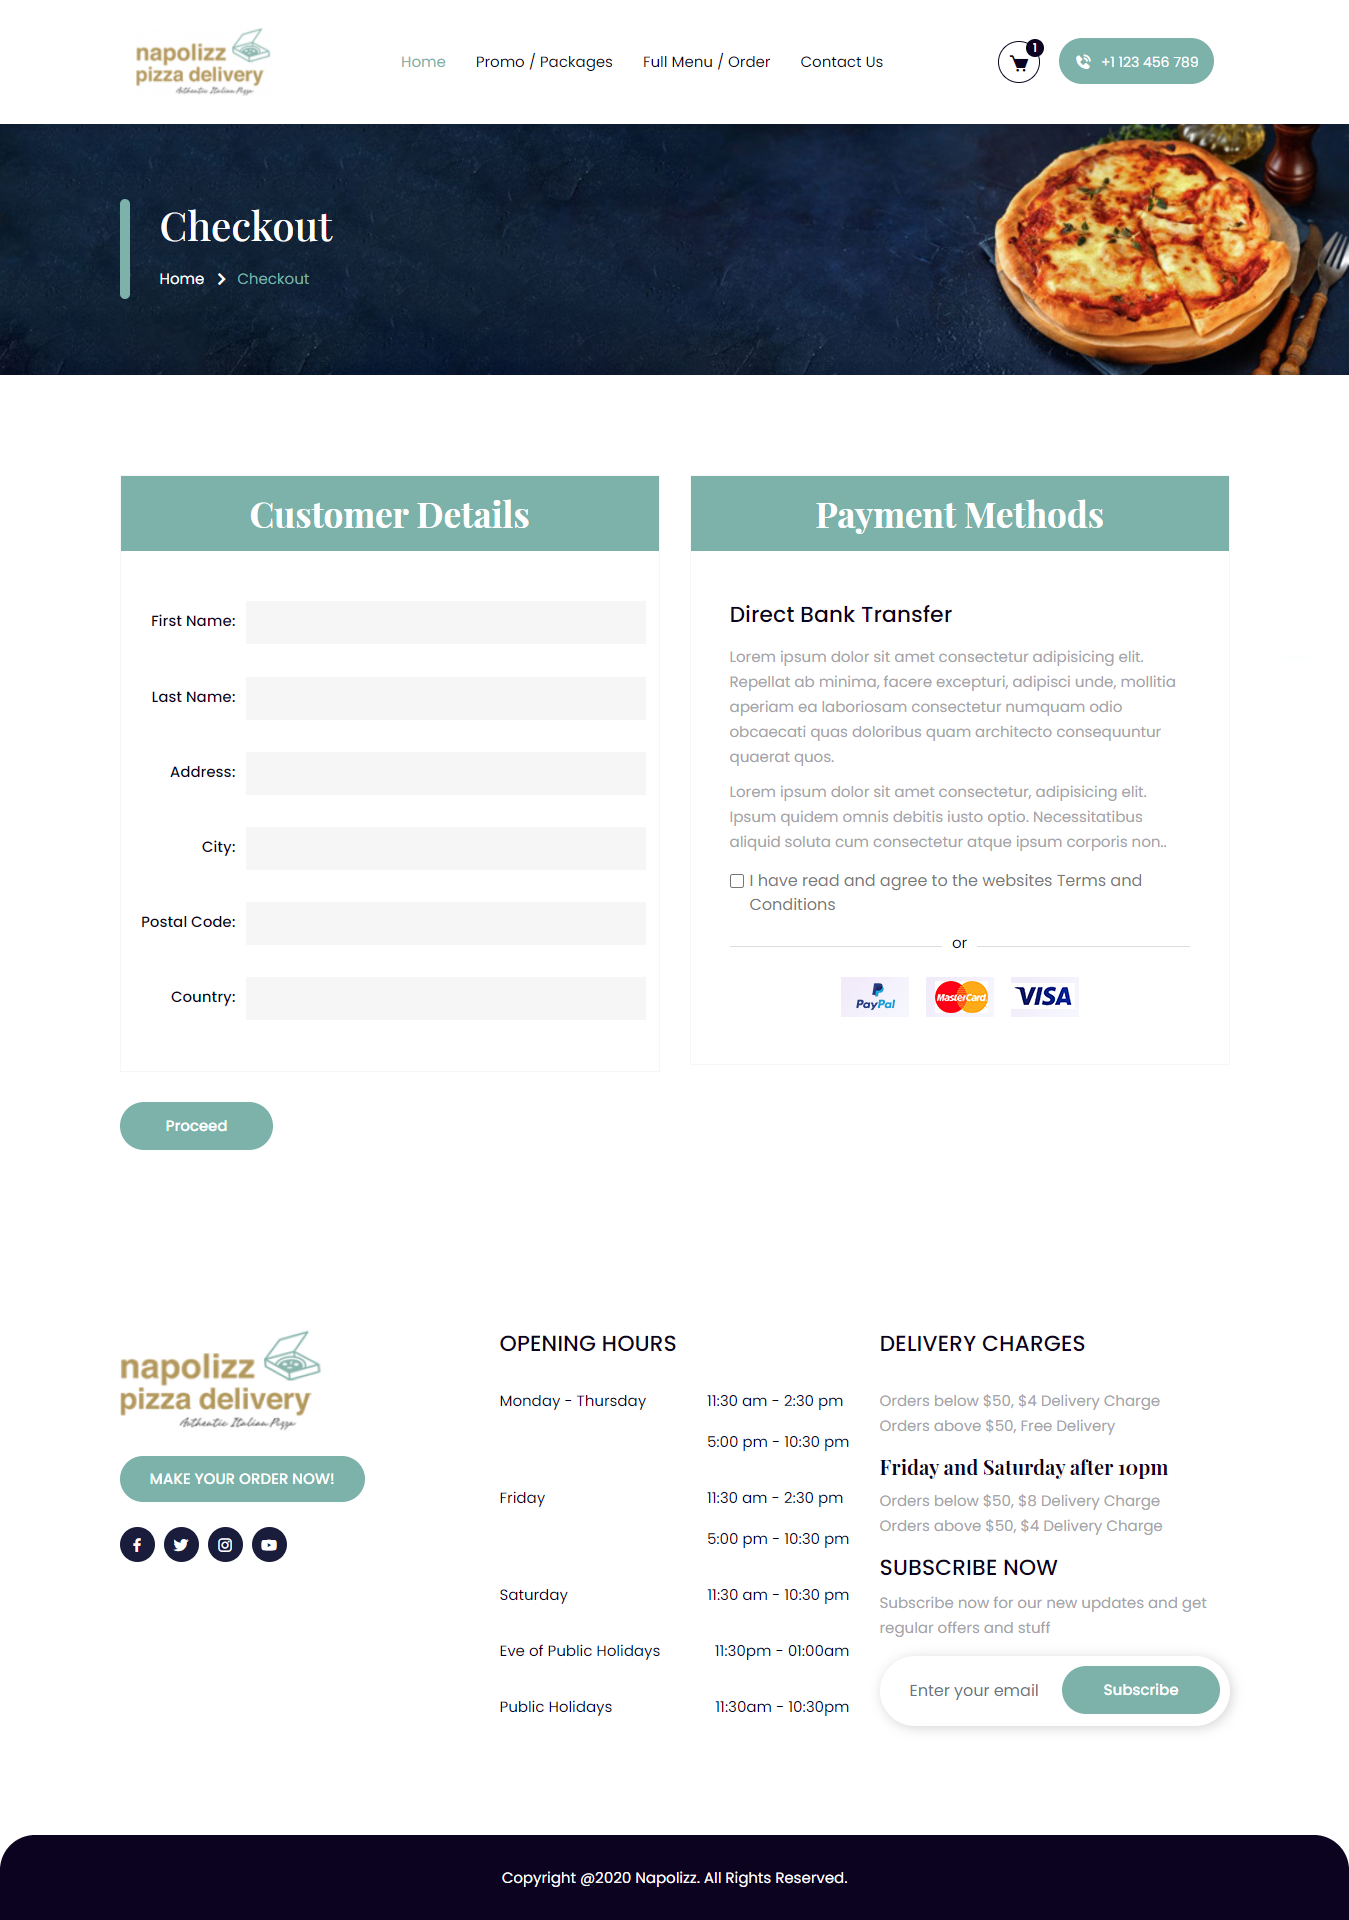 napolizz
pizza delivery
Authentic Italian Pizza
Home
Promo / Packages
Full Menu / Order
Contact Us
1
+1 123 456 789
Checkout
Home
Checkout
Customer Details
First Name:
Last Name:
Address:
City:
Postal Code:
Country:
Payment Methods
Direct Bank Transfer
Lorem ipsum dolor sit amet consectetur adipisicing elit.
Repellat ab minima, facere excepturi, adipisci unde, mollitia
aperiam ea laboriosam consectetur numquam odio
obcaecati quas doloribus quam architecto consequuntur
quaerat quos.
Lorem ipsum dolor sit amet consectetur, adipisicing elit.
Ipsum quidem omnis debitis iusto optio. Necessitatibus
aliquid soluta cum consectetur atque ipsum corporis non..
I have read and agree to the websites Terms and
Conditions
or
PayPal
MasterCard
VISA
Proceed
napolizz
pizza delivery
Authentic Italian Pizza
MAKE YOUR ORDER NOW!
OPENING HOURS
Monday - Thursday 11:30 am - 2:30 pm
5:00 pm - 10:30 pm
Friday 11:30 am - 2:30 pm
5:00 pm - 10:30 pm
Saturday 11:30 am - 10:30 pm
Eve of Public Holidays 11:30pm - 01:00am
Public Holidays 11:30am - 10:30pm
DELIVERY CHARGES
Orders below $50, $4 Delivery Charge
Orders above $50, Free Delivery
Friday and Saturday after 10pm
Orders below $50, $8 Delivery Charge
Orders above $50, $4 Delivery Charge
SUBSCRIBE NOW
Subscribe now for our new updates and get
regular offers and stuff
Enter your email
Subscribe
Copyright @2020 Napolizz. All Rights Reserved.